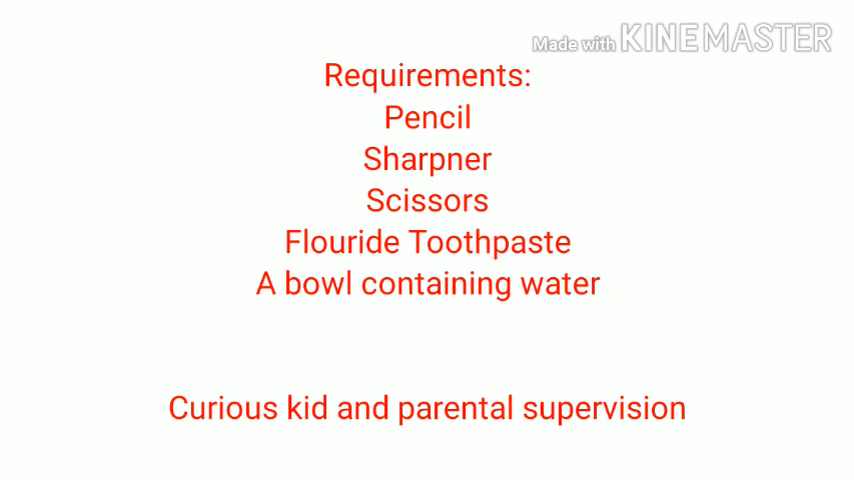 Made with KINEMASTER
Requirements:
Pencil
Sharpner
Scissors
Flouride Toothpaste
A bowl containing water
Curious kid and parental supervision